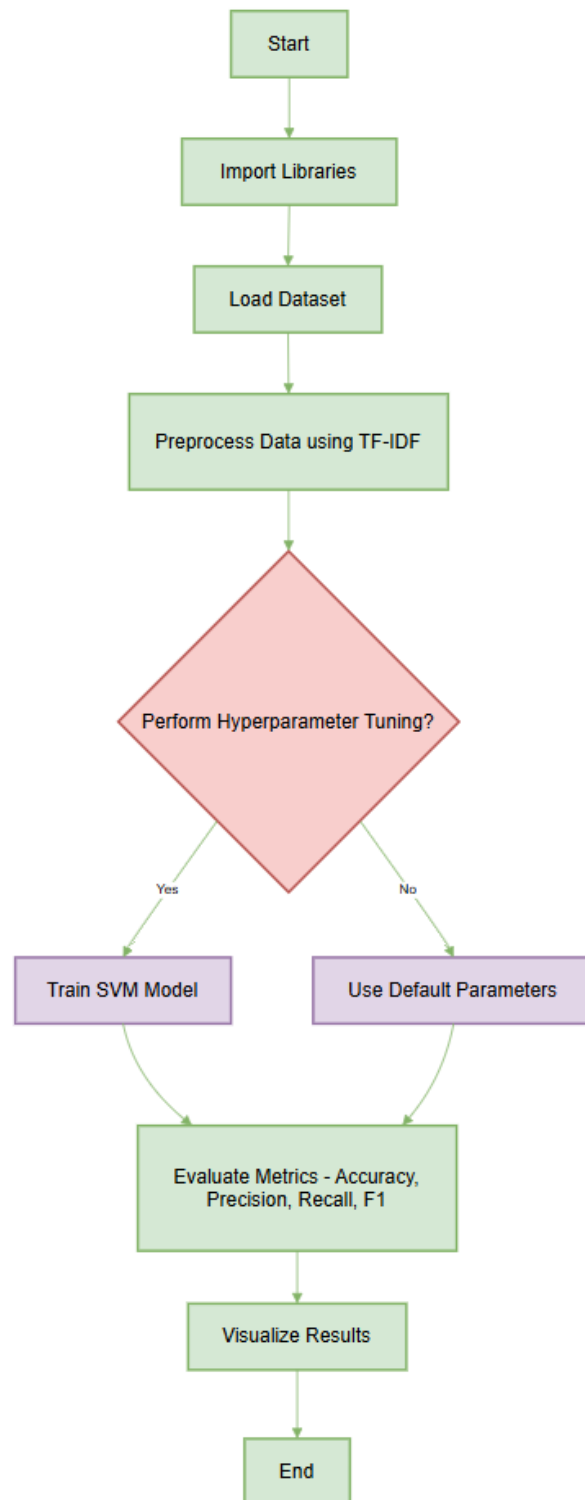 Start
Import Libraries
Load Dataset
Preprocess Data using TF-IDF
Perform Hyperparameter Tuning?
Yes
No
Train SVM Model
Use Default Parameters
Evaluate Metrics - Accuracy,
Precision, Recall, F1
Visualize Results
End